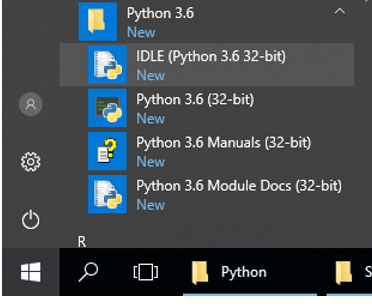 Python 3.6
New
IDLE (Python 3.6 32-bit)
New
Python 3.6 (32-bit)
New
Python 3.6 Manuals (32-bit)
New
Python 3.6 Module Docs (32-bit)
New
R
Python
S